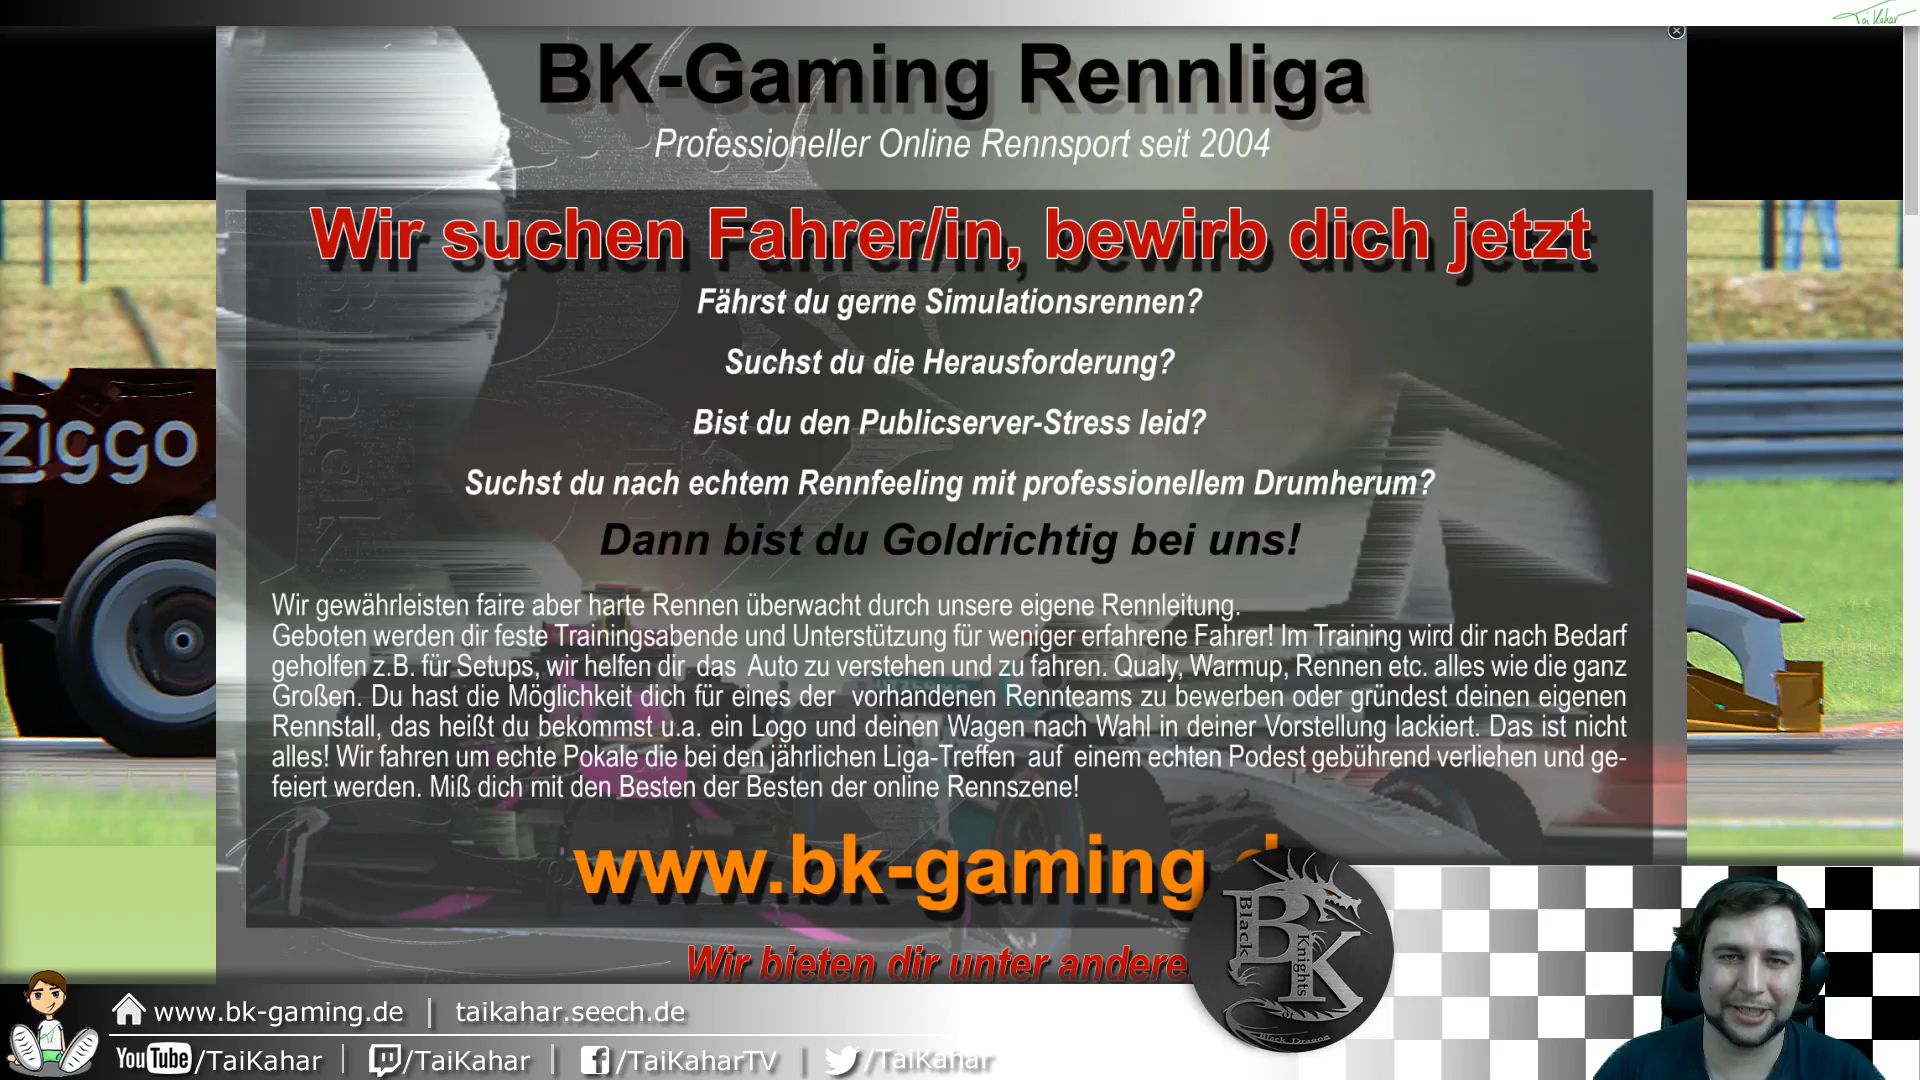 Tai Kahar
BK-Gaming Rennliga
Professioneller Online Rennsport seit 2004
Wir suchen Fahrer/in, bewirb dich jetzt
Fährst du gerne Simulationsrennen?
Suchst du die Herausforderung?
Bist du den Publicserver-Stress leid?
Suchst du nach echtem Rennfeeling mit professionellem Drumherum?
Dann bist du Goldrichtig bei uns!
ziggo
Wir gewährleisten faire aber harte Rennen überwacht durch unsere eigene Rennleitung.
Geboten werden dir feste Trainingsabende und Unterstützung für weniger erfahrene Fahrer! Im Training wird dir nach Bedarf
geholfen z.B. für Setups, wir helfen dir das Auto zu verstehen und zu fahren. Qualy, Warmup, Rennen etc. alles wie die ganz
Großen. Du hast die Möglichkeit dich für eines der vorhandenen Rennteams zu bewerben oder gründest deinen eigenen
Rennstall, das heißt du bekommst u.a. ein Logo und deinen Wagen nach Wahl in deiner Vorstellung lackiert. Das ist nicht
alles! Wir fahren um echte Pokale die bei den jährlichen Liga-Treffen auf einem echten Podest gebührend verliehen und ge-
feiert werden. Miß dich mit den Besten der Besten der online Rennszene!
www.bk-gaming.d
Wir bieten dir unter andere
BK
Black
Knights
Black Dragon
www.bk-gaming.de | taikahar.seech.de
YouTube/TaiKahar | /TaiKahar | /TaiKaharTV | /TaiKahar